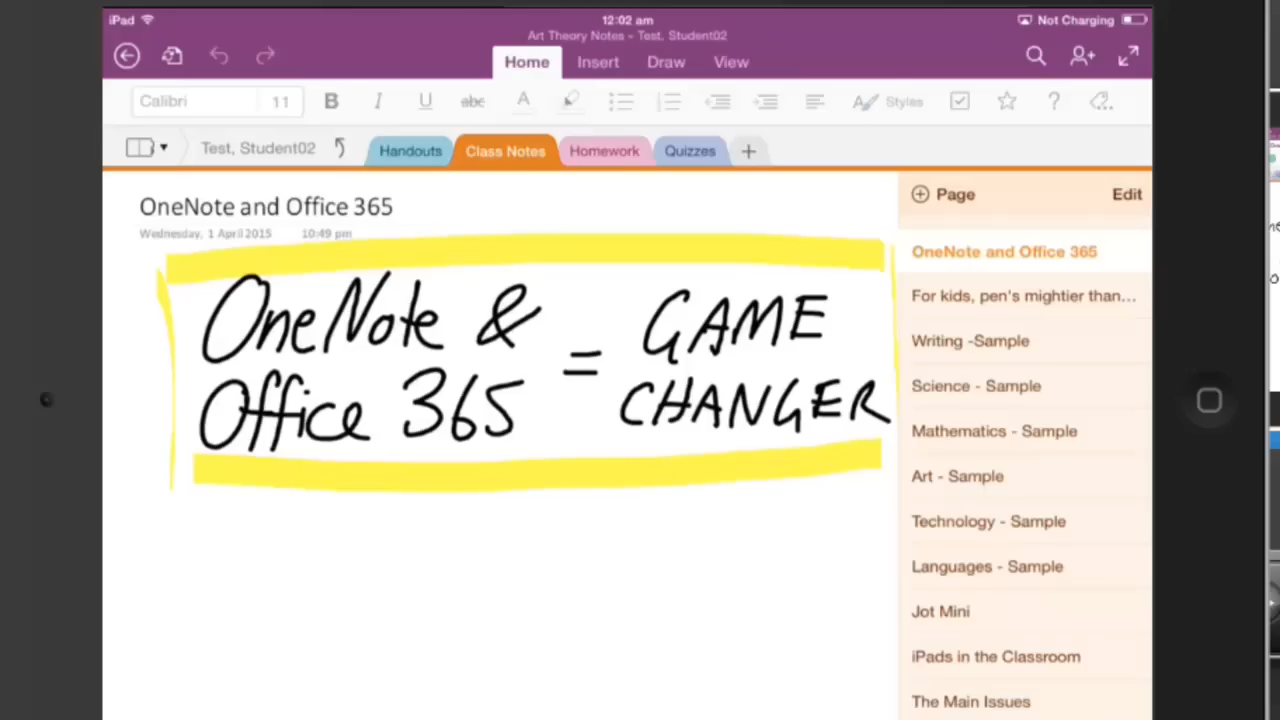 iPad
12:02 am
Not Charging
Art Theory Notes - Test, Student02
Home Insert Draw View
Calibri 11 B I U abc A Styles ?
Test, Student02
Handouts Class Notes Homework Quizzes +
OneNote and Office 365
Wednesday, 1 April 2015 10:49 pm
OneNote &
Office 365
=
GAME
CHANGER
Page Edit
OneNote and Office 365
For kids, pen's mightier than...
Writing -Sample
Science - Sample
Mathematics - Sample
Art - Sample
Technology - Sample
Languages - Sample
Jot Mini
iPads in the Classroom
The Main Issues